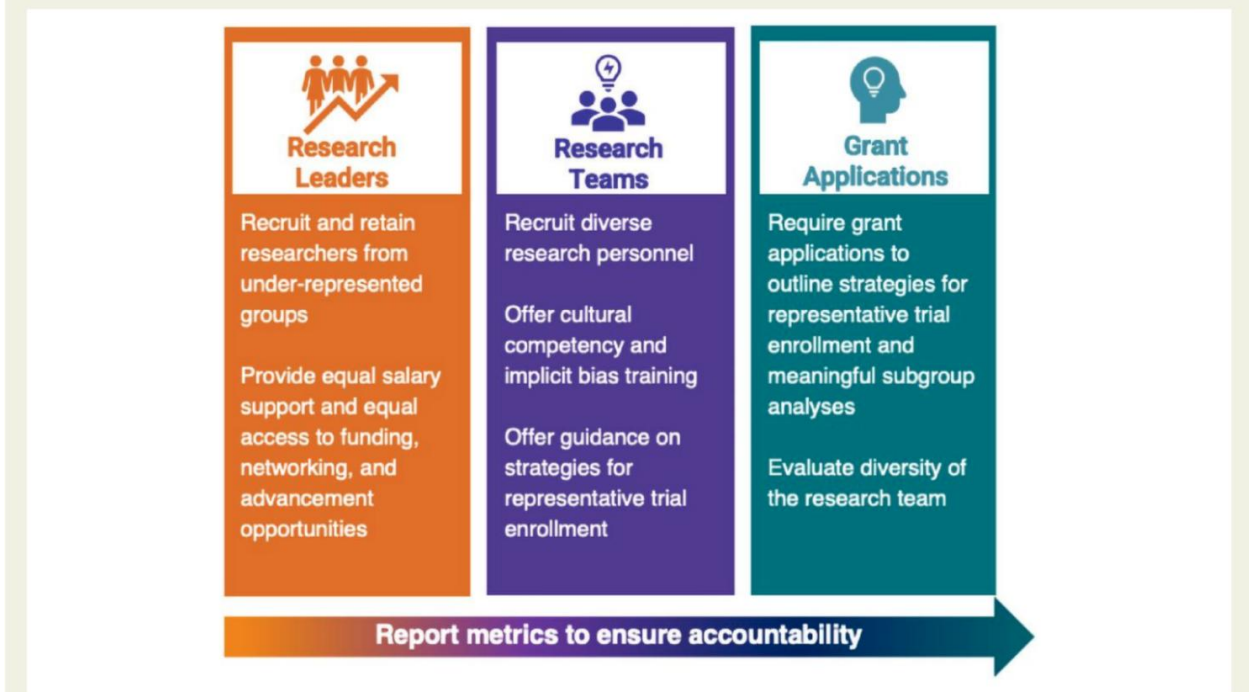 Research
Leaders
Recruit and retain
researchers from
under-represented
groups
Provide equal salary
support and equal
access to funding,
networking, and
advancement
opportunities
Research
Teams
Recruit diverse
research personnel
Offer cultural
competency and
implicit bias training
Offer guidance on
strategies for
representative trial
enrollment
Grant
Applications
Require grant
applications to
outline strategies for
representative trial
enrollment and
meaningful subgroup
analyses
Evaluate diversity of
the research team
Report metrics to ensure accountability